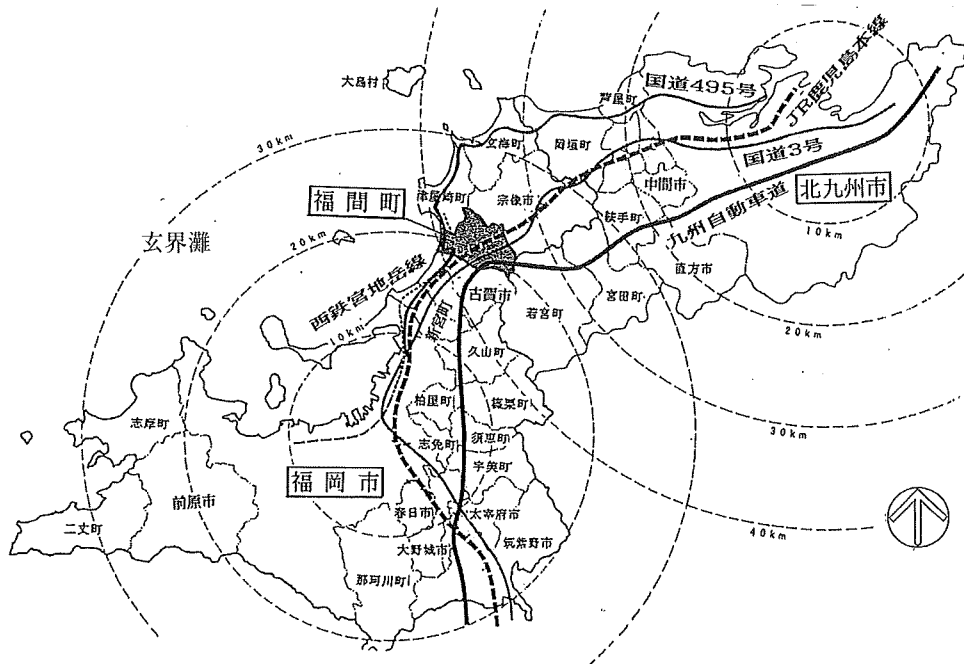 大島村
芦屋町
国道495号
JR鹿児島本線
30km
玄海町
岡垣町
国道3号
福間町
津屋崎町
宗像市
中間市
北九州市
鞍手町
九州自動車道
10km
玄界灘
20km
直方市
西鉄宮地岳線
古賀市
宮田町
若宮町
新宮町
10km
20km
久山町
粕屋町
篠栗町
志摩町
30km
志免町
須恵町
宇美町
福岡市
前原市
二丈町
春日市
太宰府市
40km
大野城市
筑紫野市
那珂川町